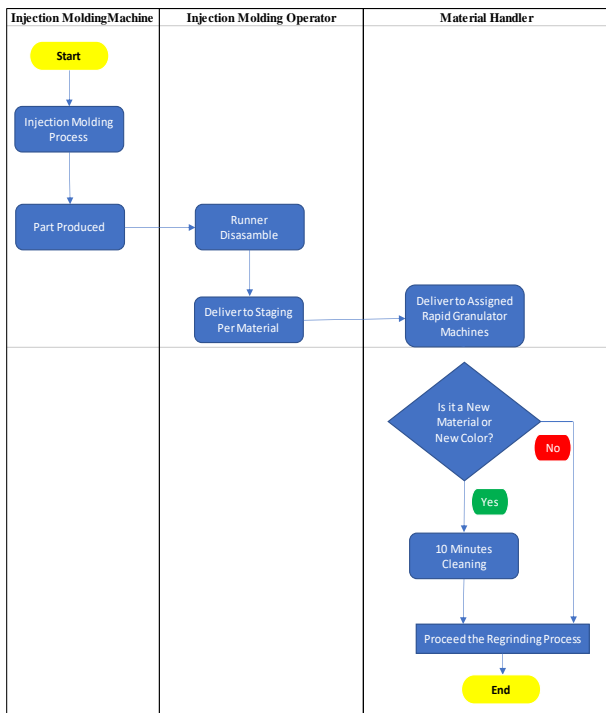 Injection MoldingMachine
Injection Molding Operator
Material Handler
Start
Injection Molding
Process
Part Produced
Runner
Disasamble
Deliver to Staging
Per Material
Deliver to Assigned
Rapid Granulator
Machines
Is it a New
Material or
New Color?
No
Yes
10 Minutes
Cleaning
Proceed the Regrinding Process
End